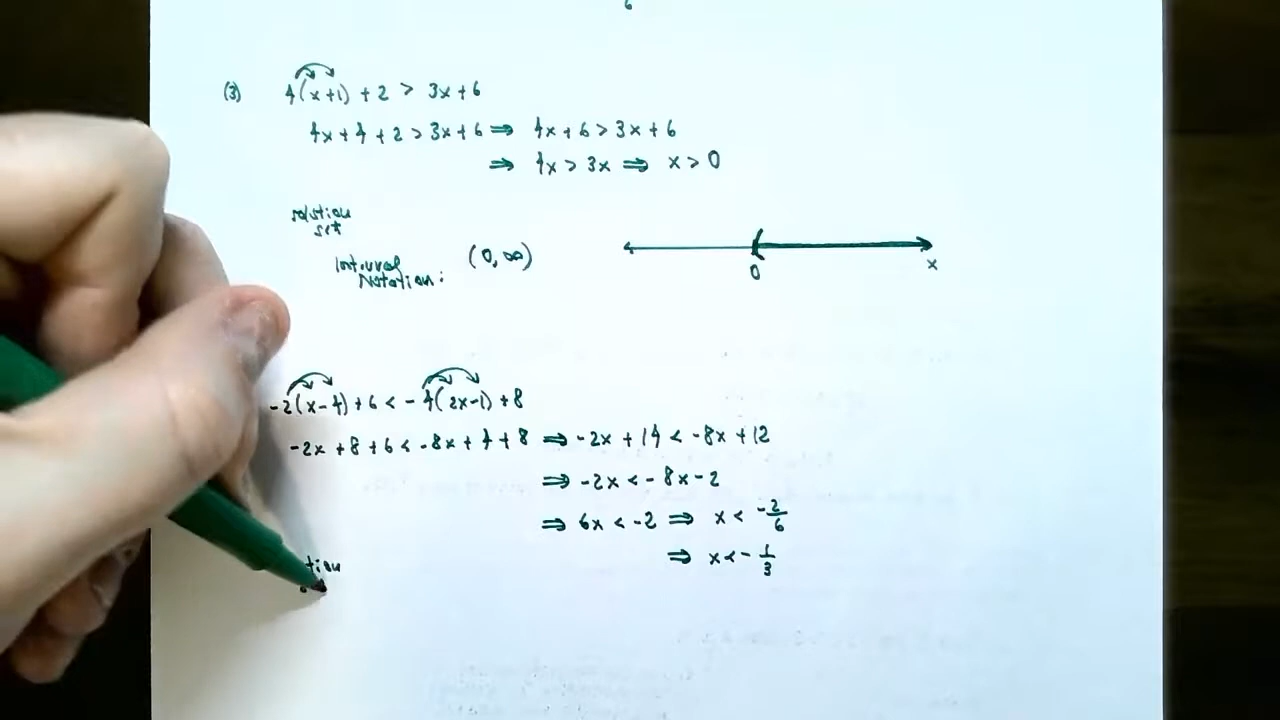 6
(3) 4(x+1) + 2 > 3x + 6
4x + 4 + 2 > 3x + 6 ⇒ 4x + 6 > 3x + 6
⇒ 4x > 3x ⇒ x > 0
solution
set
Interval
Notation: (0, ∞)
0 x
-2(x-4) + 6 < -4(2x-1) + 8
-2x + 8 + 6 < -8x + 4 + 8 ⇒ -2x + 14 < -8x + 12
⇒ -2x < -8x - 2
⇒ 6x < -2 ⇒ x < -2/6
⇒ x < -1/3
tion